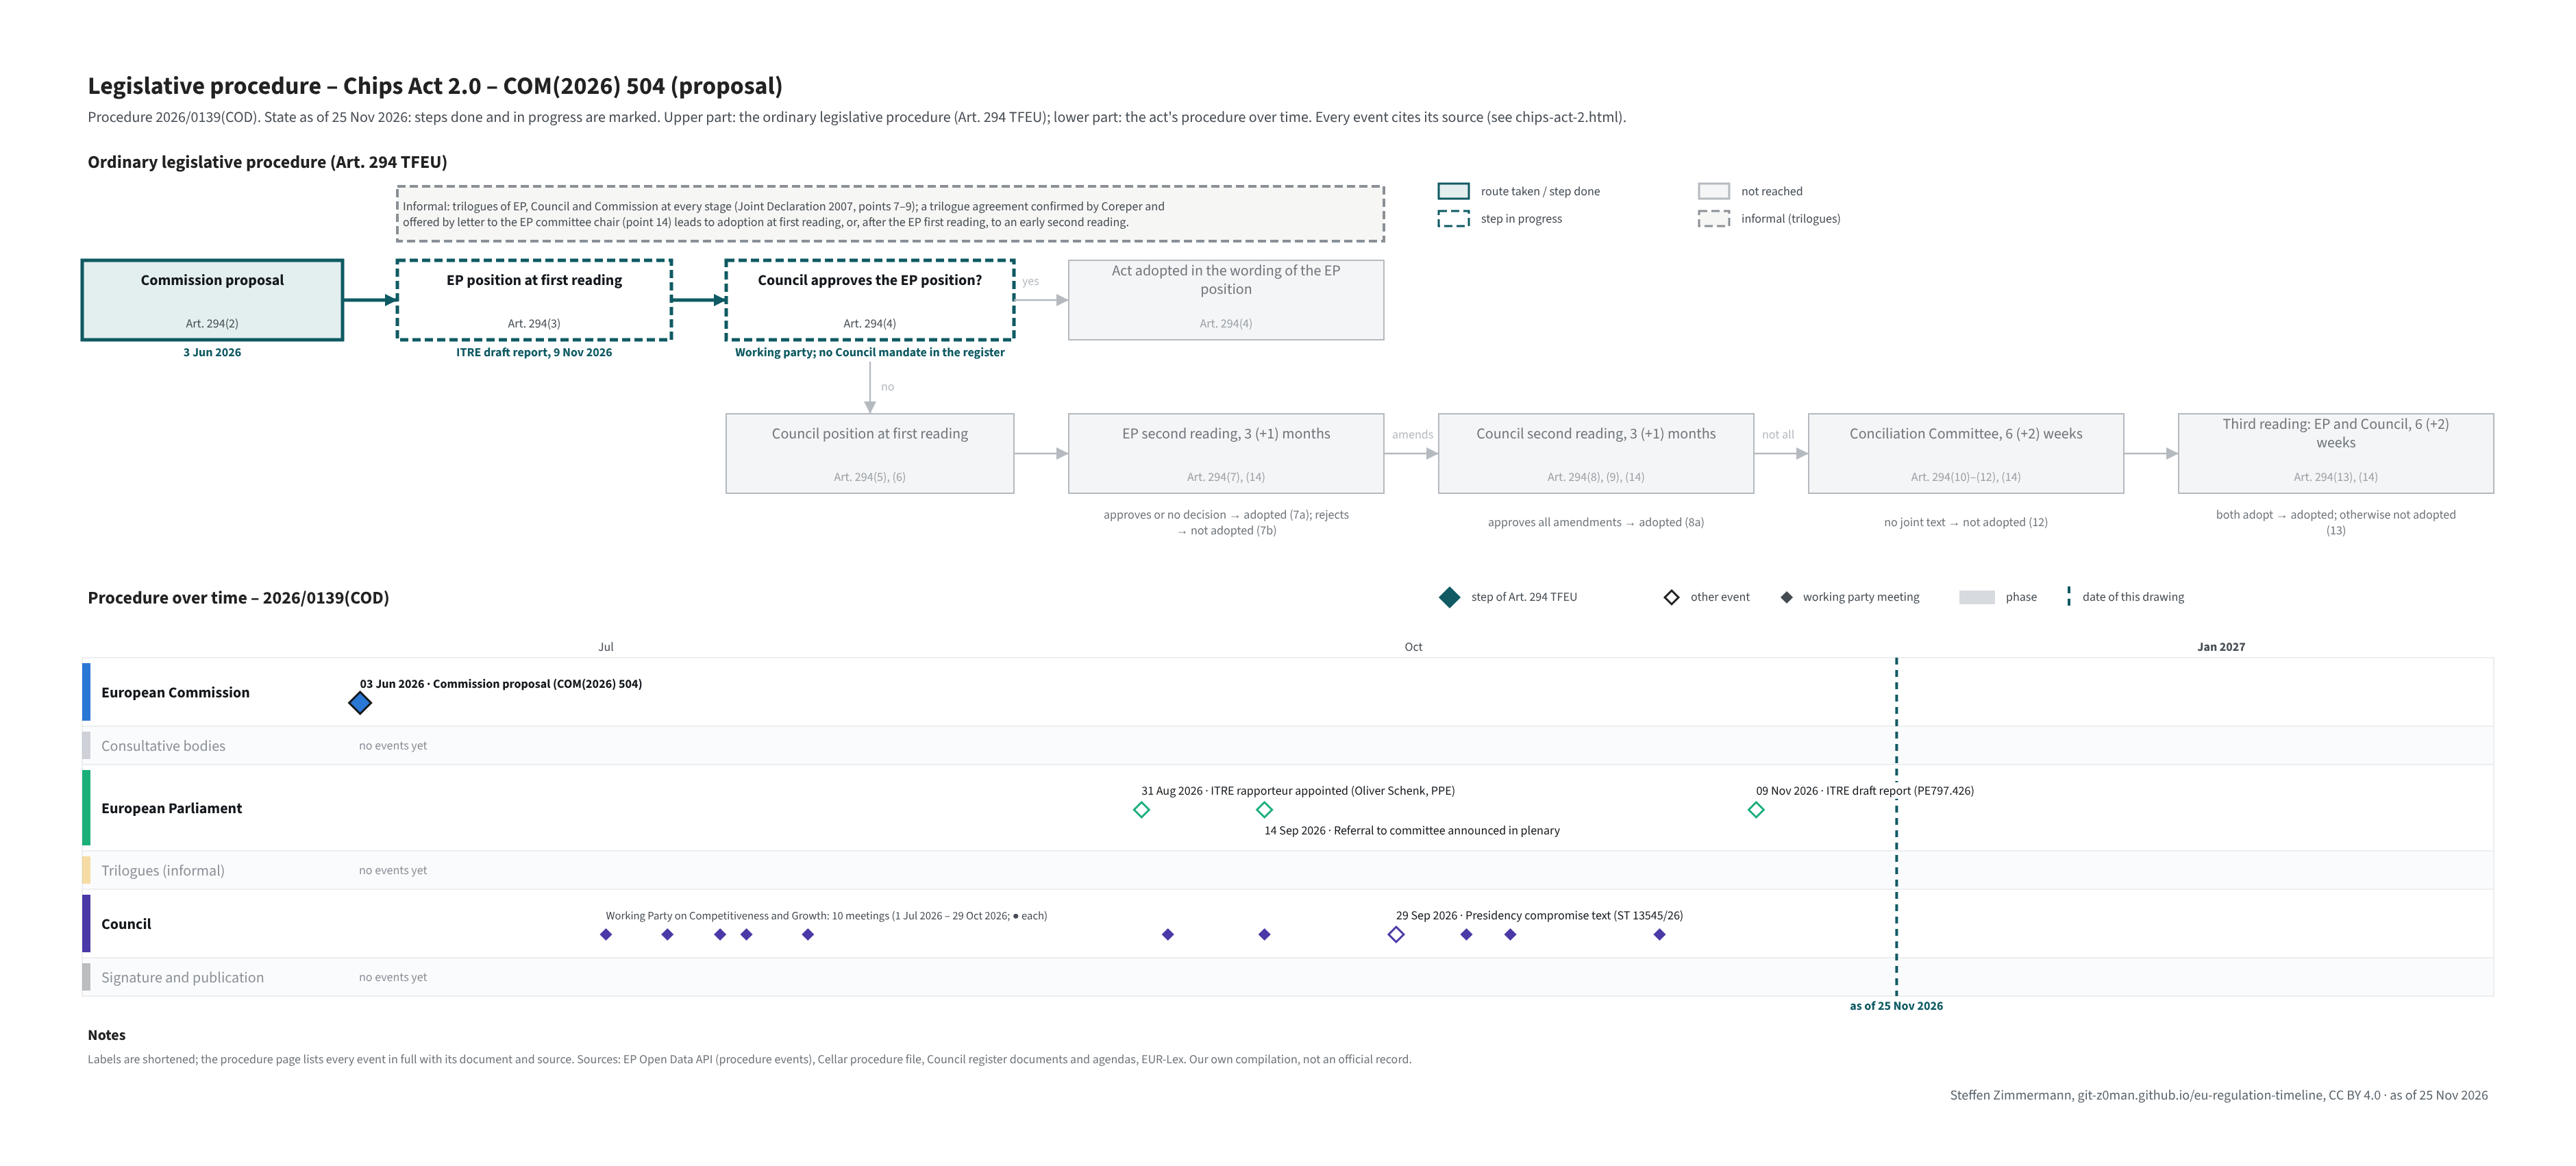 Legislative procedure – Chips Act 2.0 – COM(2026) 504 (proposal)
Procedure 2026/0139(COD). State as of 25 Nov 2026: steps done and in progress are marked. Upper part: the ordinary legislative procedure (Art. 294 TFEU); lower part: the act's procedure over time. Every event cites its source (see chips-act-2.html).
Ordinary legislative procedure (Art. 294 TFEU)
Informal: trilogues of EP, Council and Commission at every stage (Joint Declaration 2007, points 7–9); a trilogue agreement confirmed by Coreper and
offered by letter to the EP committee chair (point 14) leads to adoption at first reading, or, after the EP first reading, to an early second reading.
route taken / step done
not reached
step in progress
informal (trilogues)
Commission proposal
Art. 294(2)
3 Jun 2026
EP position at first reading
Art. 294(3)
ITRE draft report, 9 Nov 2026
Council approves the EP position?
Art. 294(4)
Working party; no Council mandate in the register
yes
Act adopted in the wording of the EP
position
Art. 294(4)
no
Council position at first reading
Art. 294(5), (6)
EP second reading, 3 (+1) months
Art. 294(7), (14)
approves or no decision → adopted (7a); rejects
→ not adopted (7b)
amends
Council second reading, 3 (+1) months
Art. 294(8), (9), (14)
approves all amendments → adopted (8a)
not all
Conciliation Committee, 6 (+2) weeks
Art. 294(10)–(12), (14)
no joint text → not adopted (12)
Third reading: EP and Council, 6 (+2)
weeks
Art. 294(13), (14)
both adopt → adopted; otherwise not adopted
(13)
Procedure over time – 2026/0139(COD)
step of Art. 294 TFEU
other event
working party meeting
phase
date of this drawing
Jul
Oct
Jan 2027
European Commission
03 Jun 2026 · Commission proposal (COM(2026) 504)
Consultative bodies
no events yet
European Parliament
31 Aug 2026 · ITRE rapporteur appointed (Oliver Schenk, PPE)
09 Nov 2026 · ITRE draft report (PE797.426)
14 Sep 2026 · Referral to committee announced in plenary
Trilogues (informal)
no events yet
Council
Working Party on Competitiveness and Growth: 10 meetings (1 Jul 2026 – 29 Oct 2026; ● each)
29 Sep 2026 · Presidency compromise text (ST 13545/26)
Signature and publication
no events yet
as of 25 Nov 2026
Notes
Labels are shortened; the procedure page lists every event in full with its document and source. Sources: EP Open Data API (procedure events), Cellar procedure file, Council register documents and agendas, EUR-Lex. Our own compilation, not an official record.
Steffen Zimmermann, git-z0man.github.io/eu-regulation-timeline, CC BY 4.0 · as of 25 Nov 2026